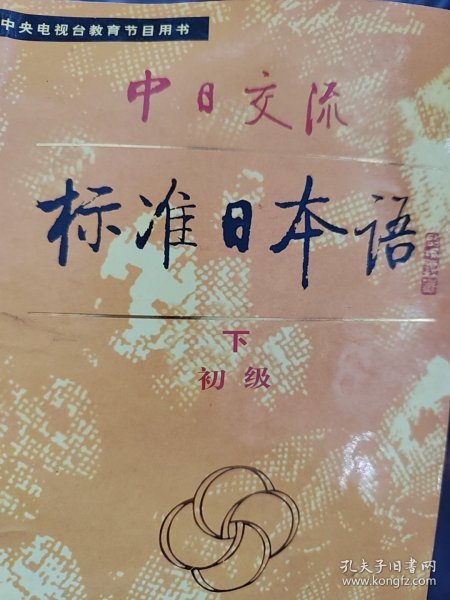 中央电视台教育节目用书
中日交流
标准日本语
下
初级
孔夫子旧书网
www.kongfz.com